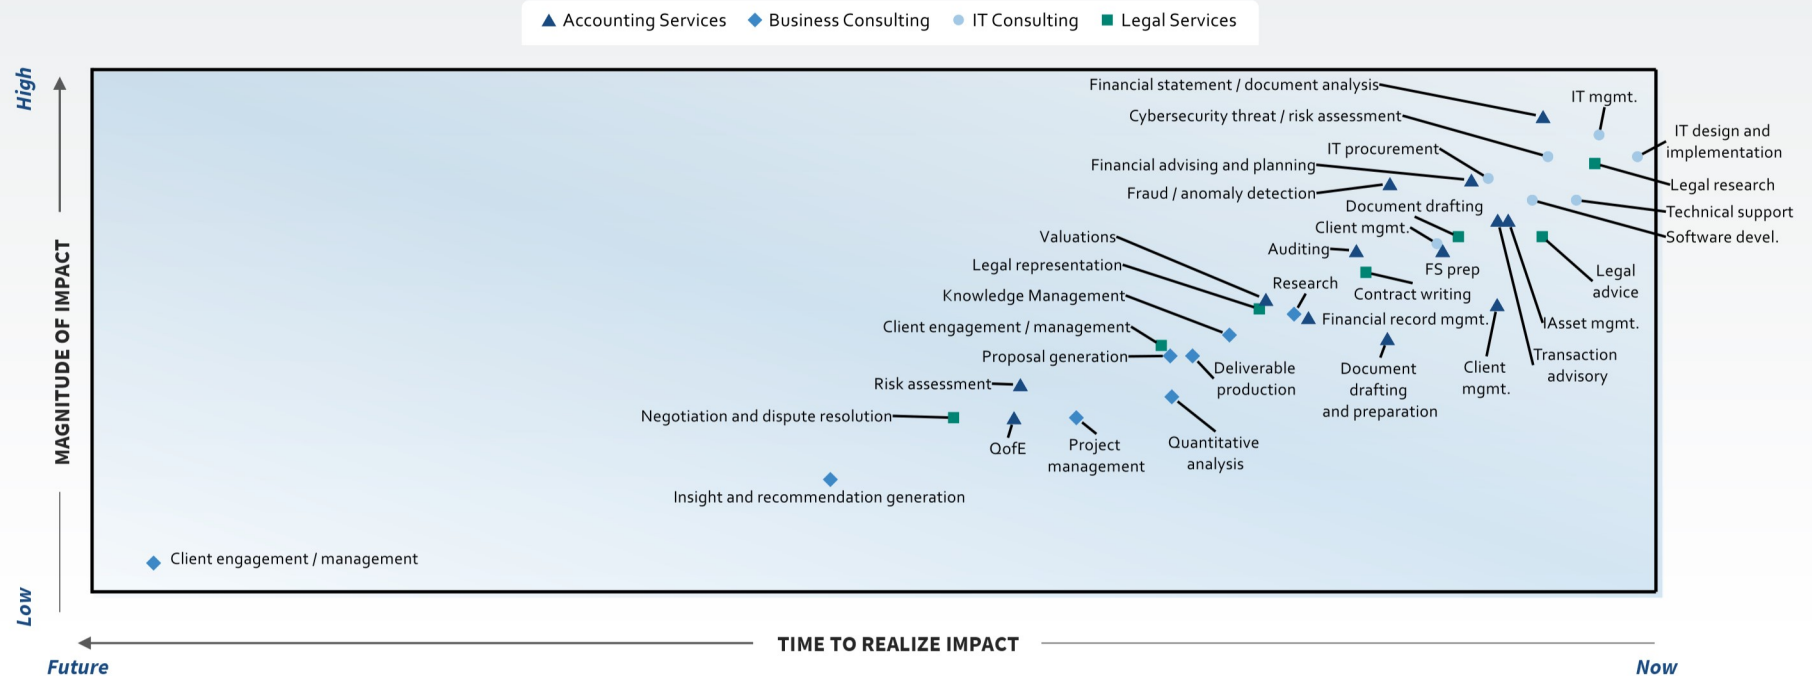 Accounting Services
Business Consulting
IT Consulting
Legal Services
High
MAGNITUDE OF IMPACT
Low
Financial statement / document analysis
IT mgmt.
Cybersecurity threat / risk assessment
IT design and
implementation
IT procurement
Financial advising and planning
Legal research
Fraud / anomaly detection
Document drafting
Technical support
Client mgmt.
Valuations
Software devel.
Auditing
Legal representation
FS prep
Legal
advice
Research
Contract writing
Knowledge Management
Financial record mgmt.
IAsset mgmt.
Client engagement / management
Proposal generation
Transaction
advisory
Deliverable
production
Document
drafting
and preparation
Client
mgmt.
Risk assessment
Negotiation and dispute resolution
QofE
Project
management
Quantitative
analysis
Insight and recommendation generation
Client engagement / management
TIME TO REALIZE IMPACT
Future
Now